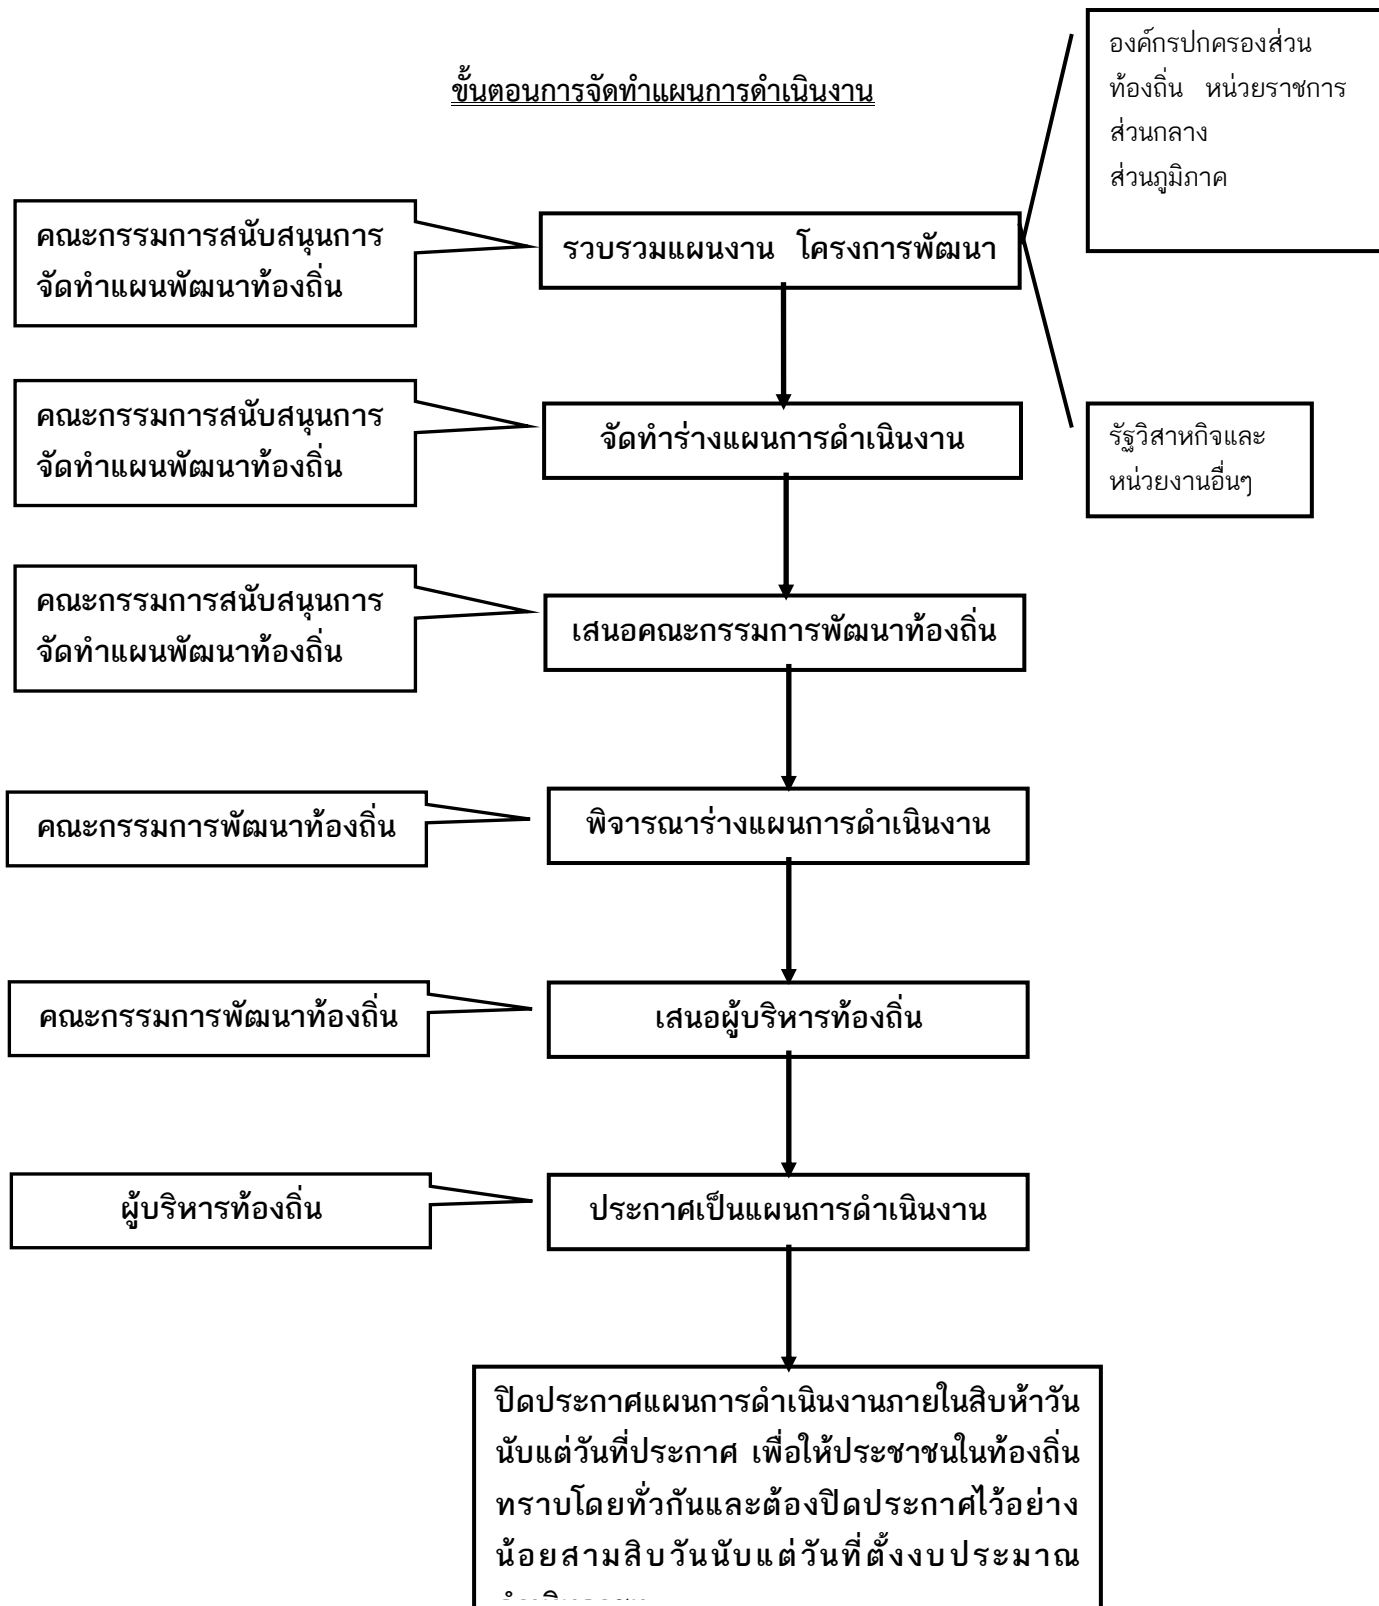 ขั้นตอนการจัดทำแผนการดำเนินงาน
องค์กรปกครองส่วน
ท้องถิ่น หน่วยราชการ
ส่วนกลาง
ส่วนภูมิภาค
คณะกรรมการสนับสนุนการ
จัดทำแผนพัฒนาท้องถิ่น
รวบรวมแผนงาน โครงการพัฒนา
คณะกรรมการสนับสนุนการ
จัดทำแผนพัฒนาท้องถิ่น
จัดทำร่างแผนการดำเนินงาน
รัฐวิสาหกิจและ
หน่วยงานอื่นๆ
คณะกรรมการสนับสนุนการ
จัดทำแผนพัฒนาท้องถิ่น
เสนอคณะกรรมการพัฒนาท้องถิ่น
คณะกรรมการพัฒนาท้องถิ่น
พิจารณาร่างแผนการดำเนินงาน
คณะกรรมการพัฒนาท้องถิ่น
เสนอผู้บริหารท้องถิ่น
ผู้บริหารท้องถิ่น
ประกาศเป็นแผนการดำเนินงาน
ปิดประกาศแผนการดำเนินงานภายในสิบห้าวัน
นับแต่วันที่ประกาศ เพื่อให้ประชาชนในท้องถิ่น
ทราบโดยทั่วกันและต้องปิดประกาศไว้อย่าง
น้อยสามสิบวันนับแต่วันที่ตั้งงบประมาณ